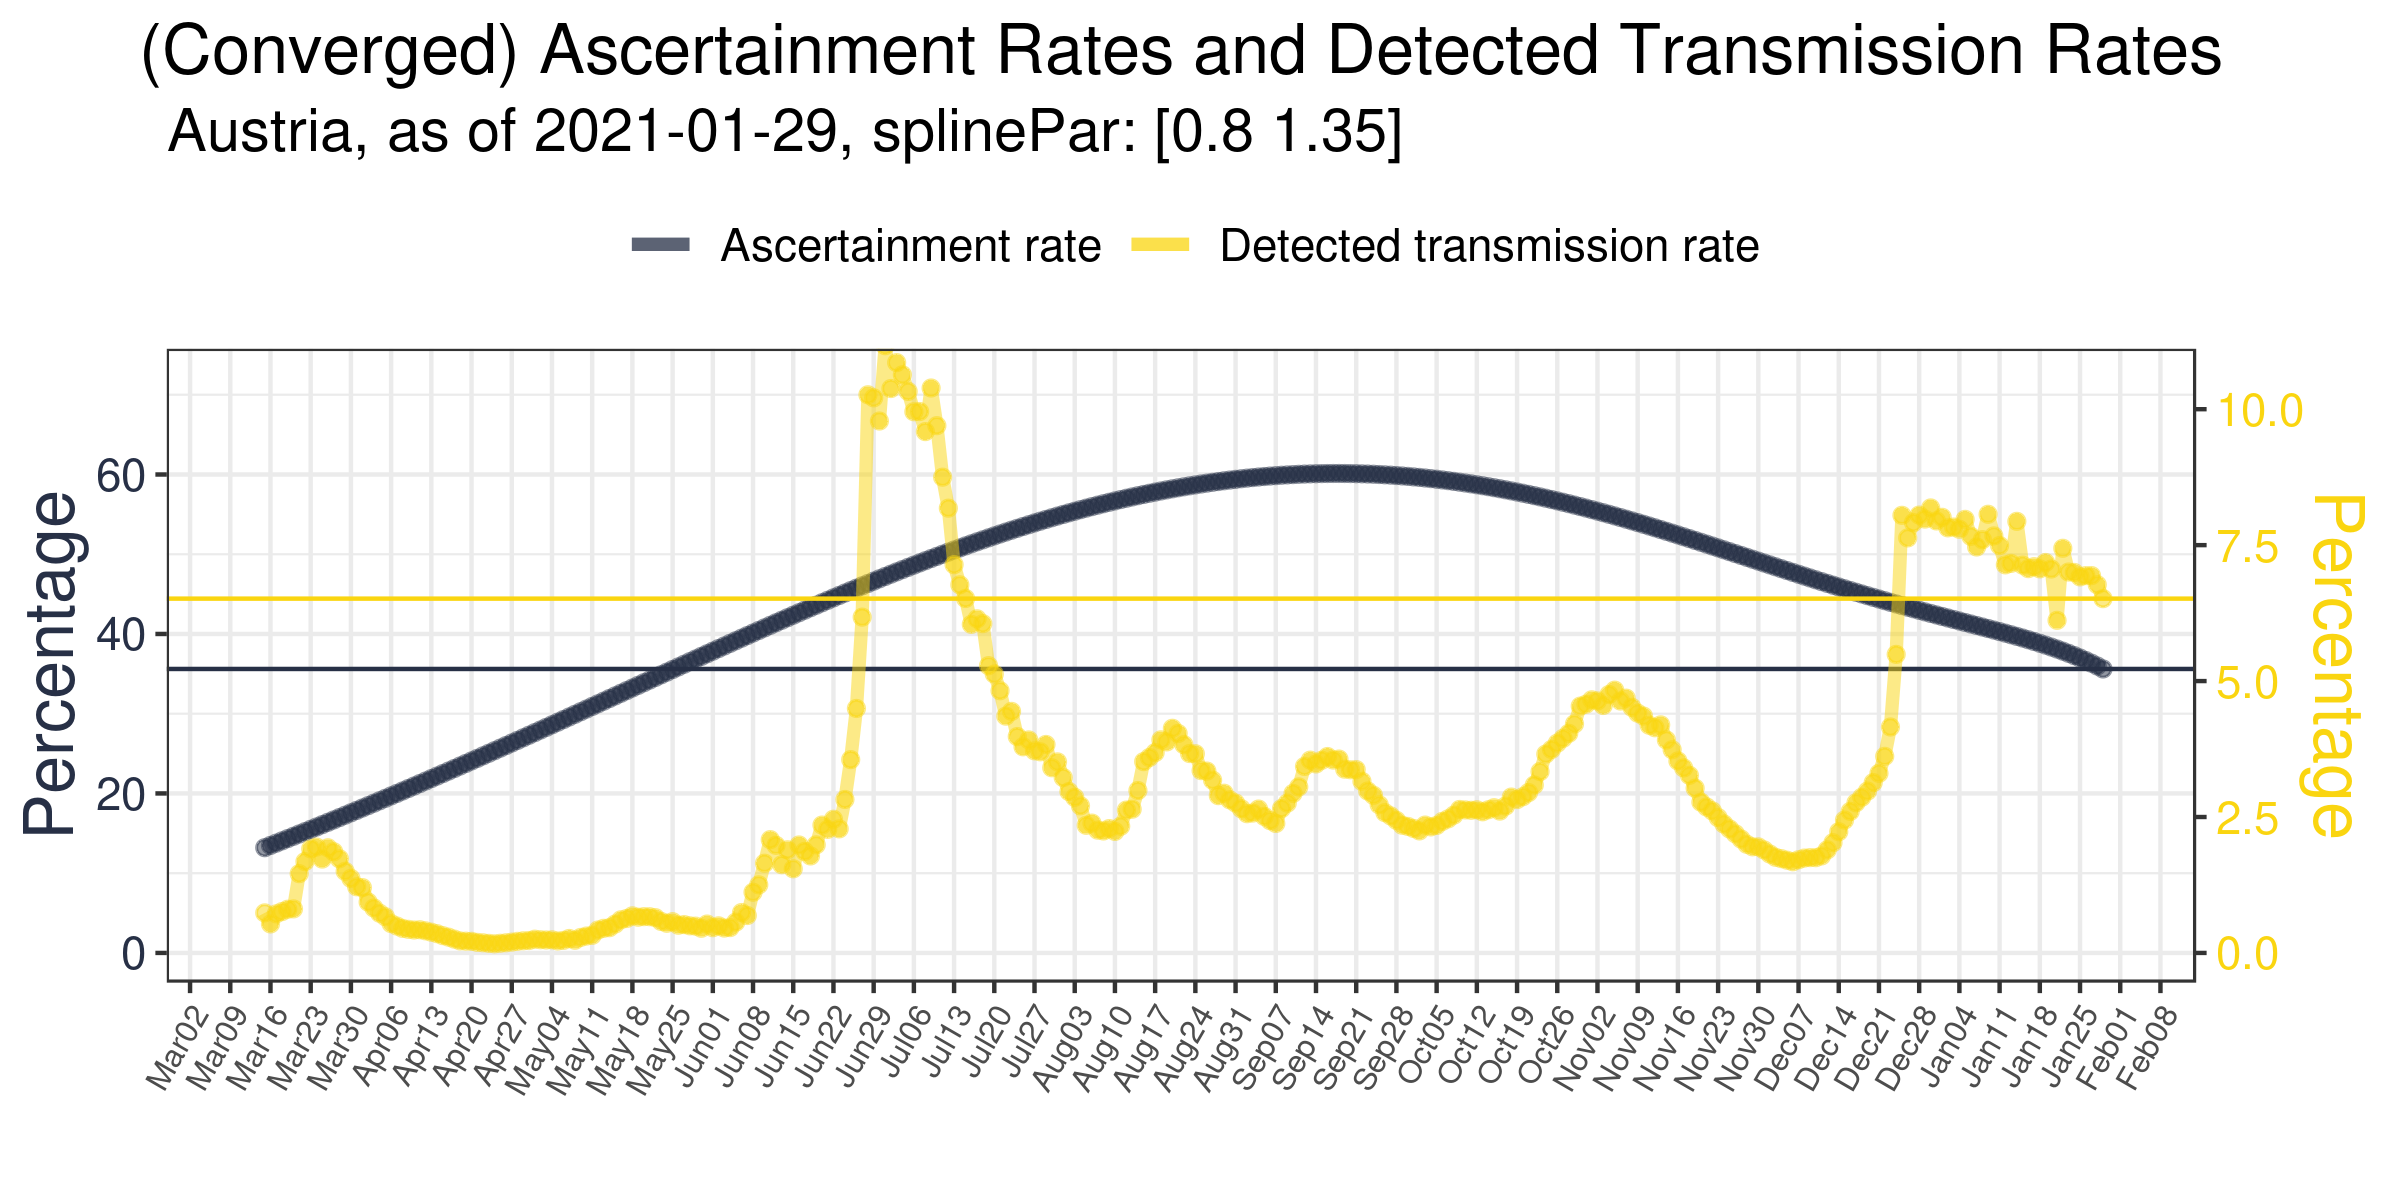 (Converged) Ascertainment Rates and Detected Transmission Rates
Austria, as of 2021-01-29, splinePar: [0.8 1.35]
Ascertainment rate Detected transmission rate
Percentage
60
40
20
0
10.0
7.5
5.0
2.5
0.0
Percentage
Mar02 Mar09 Mar16 Mar23 Mar30 Apr06 Apr13 Apr20 Apr27 May04 May11 May18 May25 Jun01 Jun08 Jun15 Jun22 Jun29 Jul06 Jul13 Jul20 Jul27 Aug03 Aug10 Aug17 Aug24 Aug31 Sep07 Sep14 Sep21 Sep28 Oct05 Oct12 Oct19 Oct26 Nov02 Nov09 Nov16 Nov23 Nov30 Dec07 Dec14 Dec21 Dec28 Jan04 Jan11 Jan18 Jan25 Feb01 Feb08